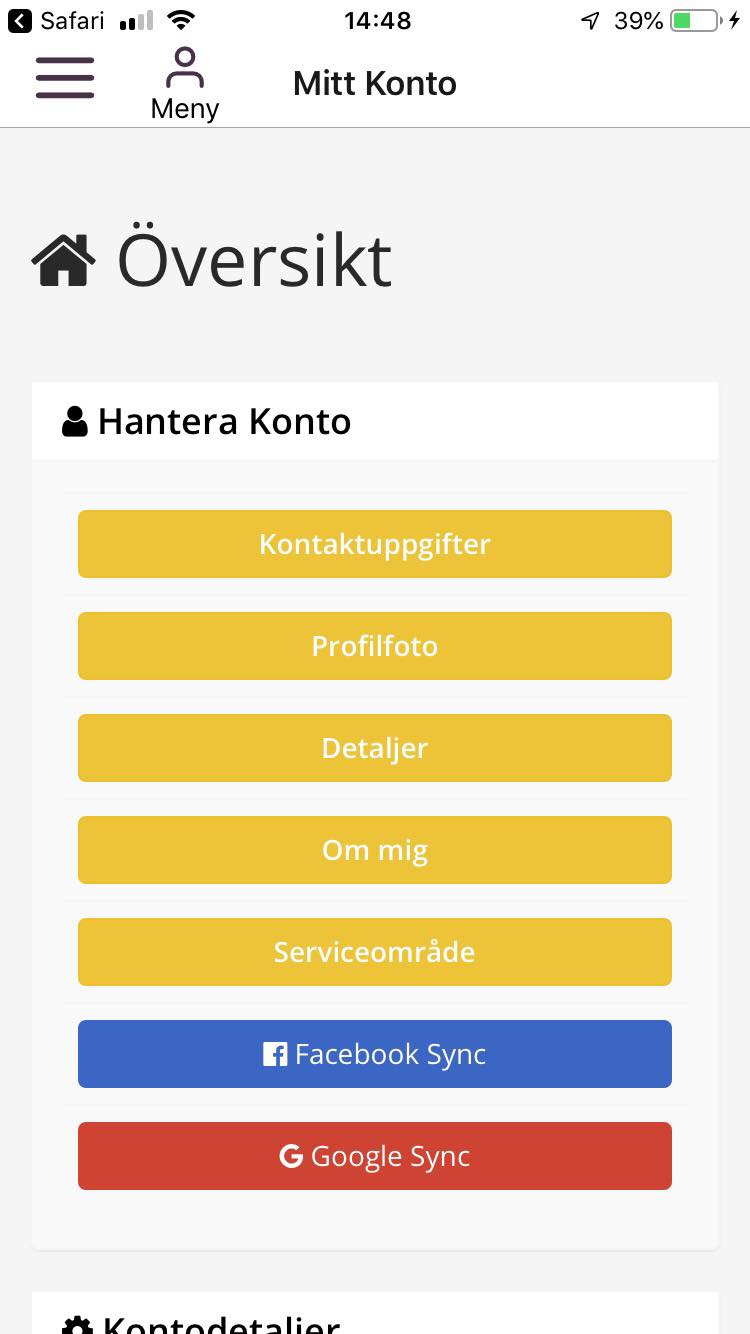 Safari 14:48 39%
Meny
Mitt Konto
Översikt
Hantera Konto
Kontaktuppgifter
Profilfoto
Detaljer
Om mig
Serviceområde
Facebook Sync
Google Sync
Kontodetaljer